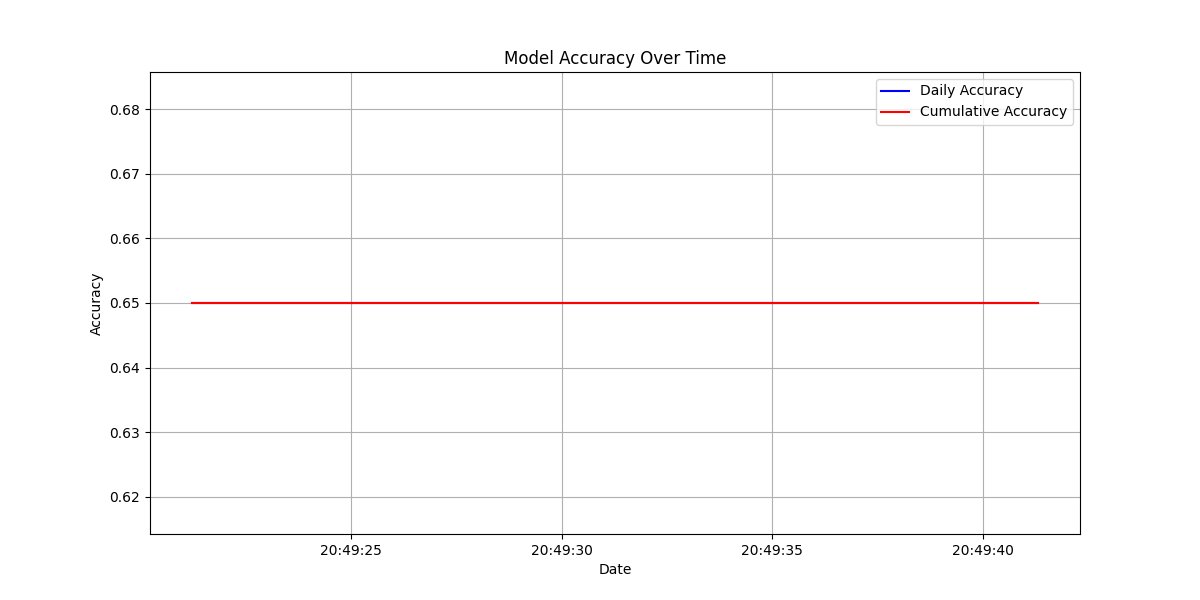 Model Accuracy Over Time
Daily Accuracy
Cumulative Accuracy
0.68
0.67
0.66
0.65
0.64
0.63
0.62
Accuracy
20:49:25
20:49:30
20:49:35
20:49:40
Date